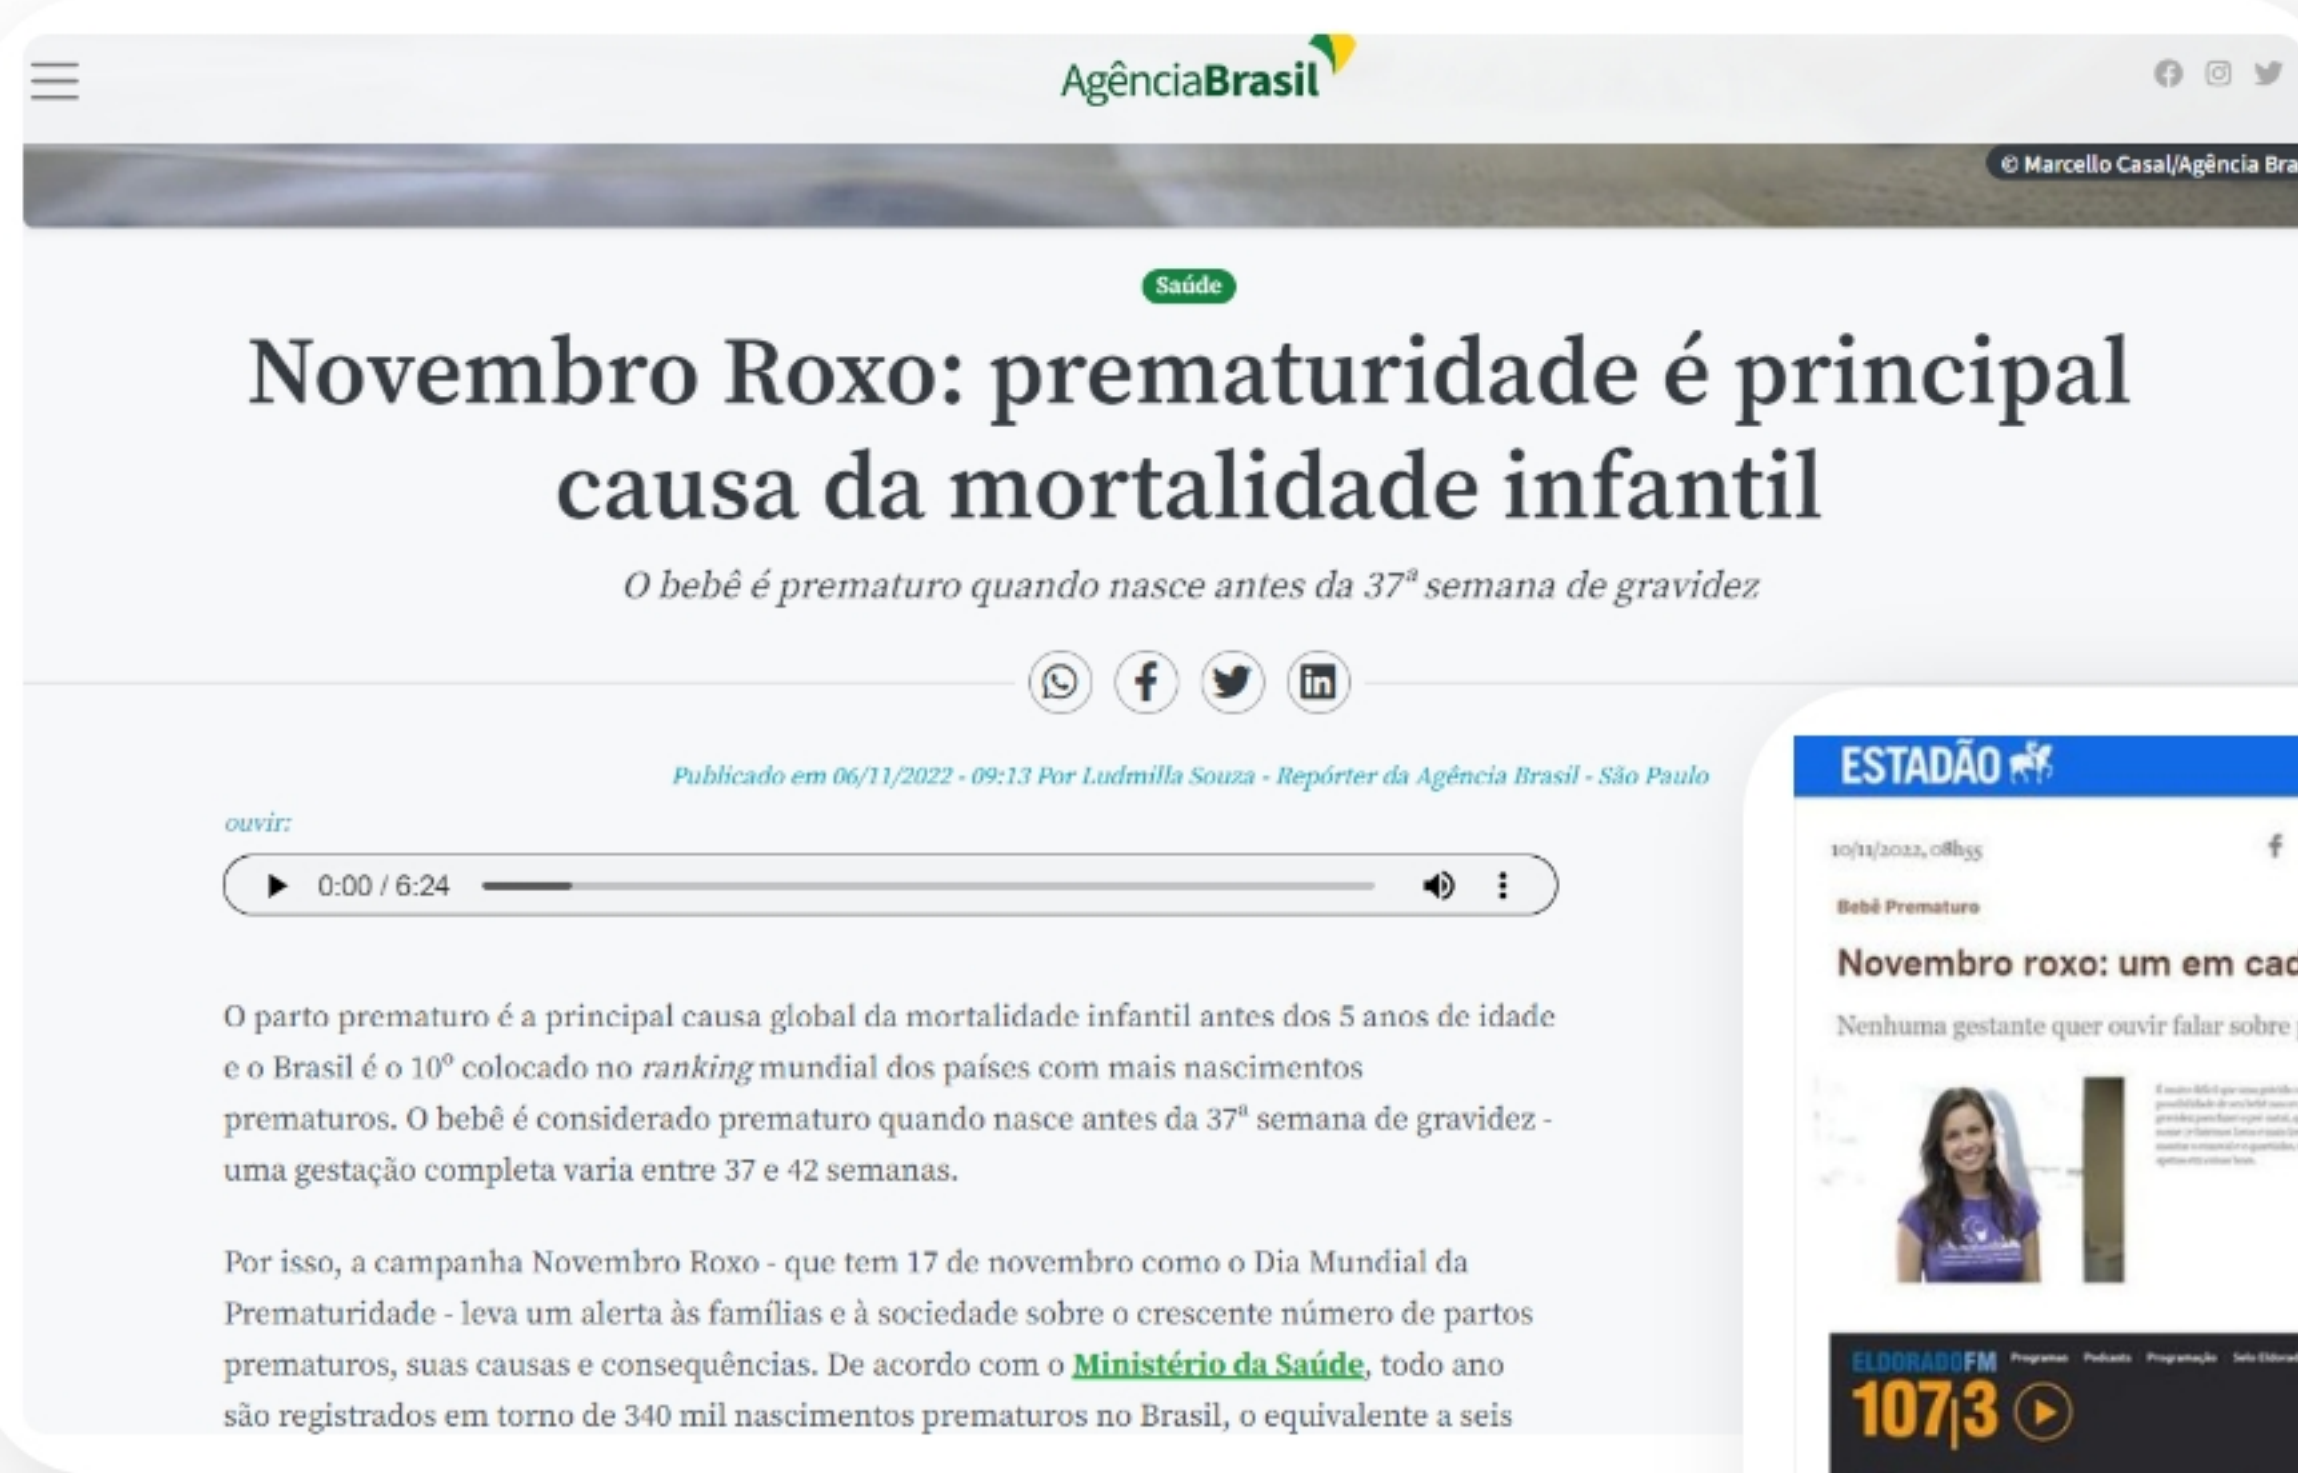 AgênciaBrasil
© Marcello Casal/Agência Bra
Saúde
Novembro Roxo: prematuridade é principal
causa da mortalidade infantil
O bebê é prematuro quando nasce antes da 37ª semana de gravidez
Publicado em 06/11/2022 - 09:13 Por Ludmilla Souza - Repórter da Agência Brasil - São Paulo
ouvir:
0:00 / 6:24
O parto prematuro é a principal causa global da mortalidade infantil antes dos 5 anos de idade
e o Brasil é o 10º colocado no ranking mundial dos países com mais nascimentos
prematuros. O bebê é considerado prematuro quando nasce antes da 37ª semana de gravidez -
uma gestação completa varia entre 37 e 42 semanas.
Por isso, a campanha Novembro Roxo - que tem 17 de novembro como o Dia Mundial da
Prematuridade - leva um alerta às famílias e à sociedade sobre o crescente número de partos
prematuros, suas causas e consequências. De acordo com o Ministério da Saúde, todo ano
são registrados em torno de 340 mil nascimentos prematuros no Brasil, o equivalente a seis
ESTADÃO
10/11/2022, 08h55
Bebê Prematuro
Novembro roxo: um em cad
Nenhuma gestante quer ouvir falar sobre
ELDORADOFM
Programas Podcasts Programação Selo Eldorad
107,3